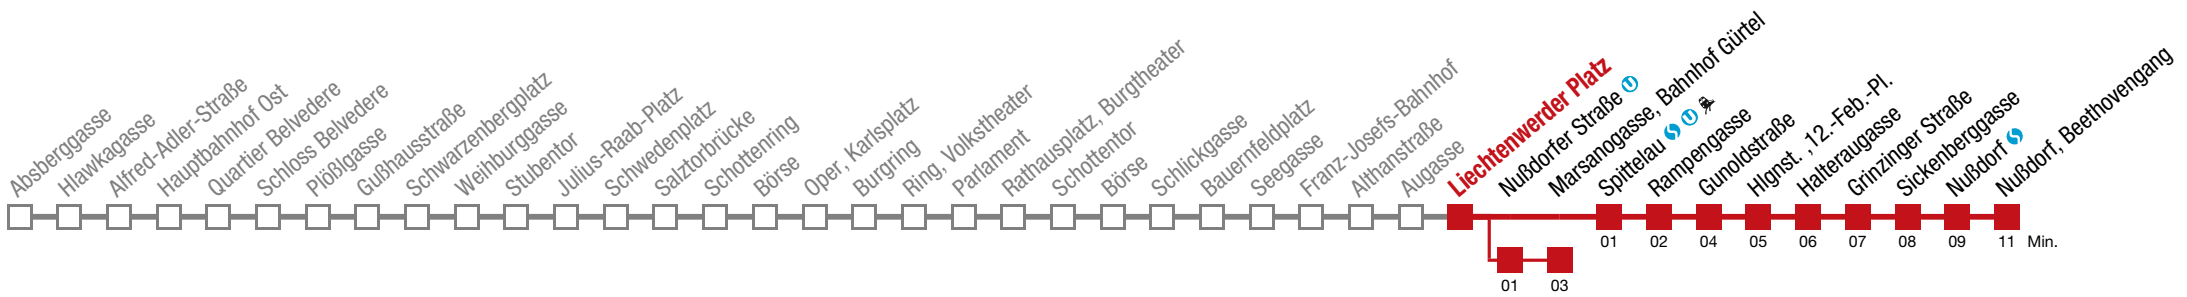 Absberggasse
Hlawkagasse
Alfred-Adler-Straße
Hauptbahnhof Ost
Quartier Belvedere
Schloss Belvedere
Plößlgasse
Gußhausstraße
Schwarzenbergplatz
Weihburggasse
Stubentor
Julius-Raab-Platz
Schwedenplatz
Salztorbrücke
Schottenring
Börse
Oper, Karlsplatz
Burgring
Ring, Volkstheater
Parlament
Rathausplatz, Burgtheater
Schottentor
Börse
Schlickgasse
Bauernfeldplatz
Seegasse
Franz-Josefs-Bahnhof
Althanstraße
Augasse
Liechtenwerder Platz
Nußdorfer Straße U
Marsanogasse, Bahnhof Gürtel
Spittelau S U
Rampengasse
Gunoldstraße
Hlgnst. ,12.-Feb.-Pl.
Halteraugasse
Grinzinger Straße
Sickenberggasse
Nußdorf S
Nußdorf, Beethovengang
01 02 04 05 06 07 08 09 11 Min.
01 03